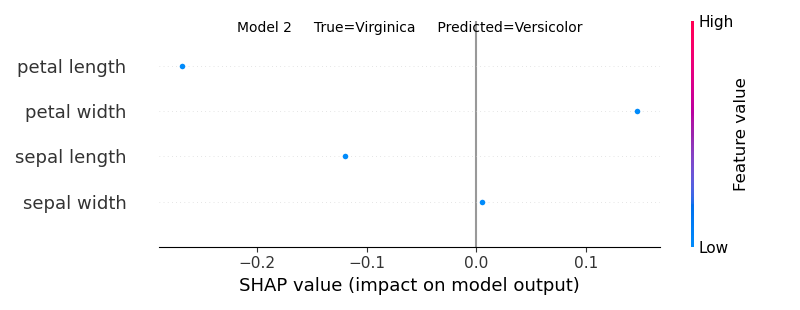 Model 2 True=Virginica Predicted=Versicolor
High
petal length
petal width
sepal length
sepal width
Feature value
Low
−0.2 −0.1 0.0 0.1
SHAP value (impact on model output)